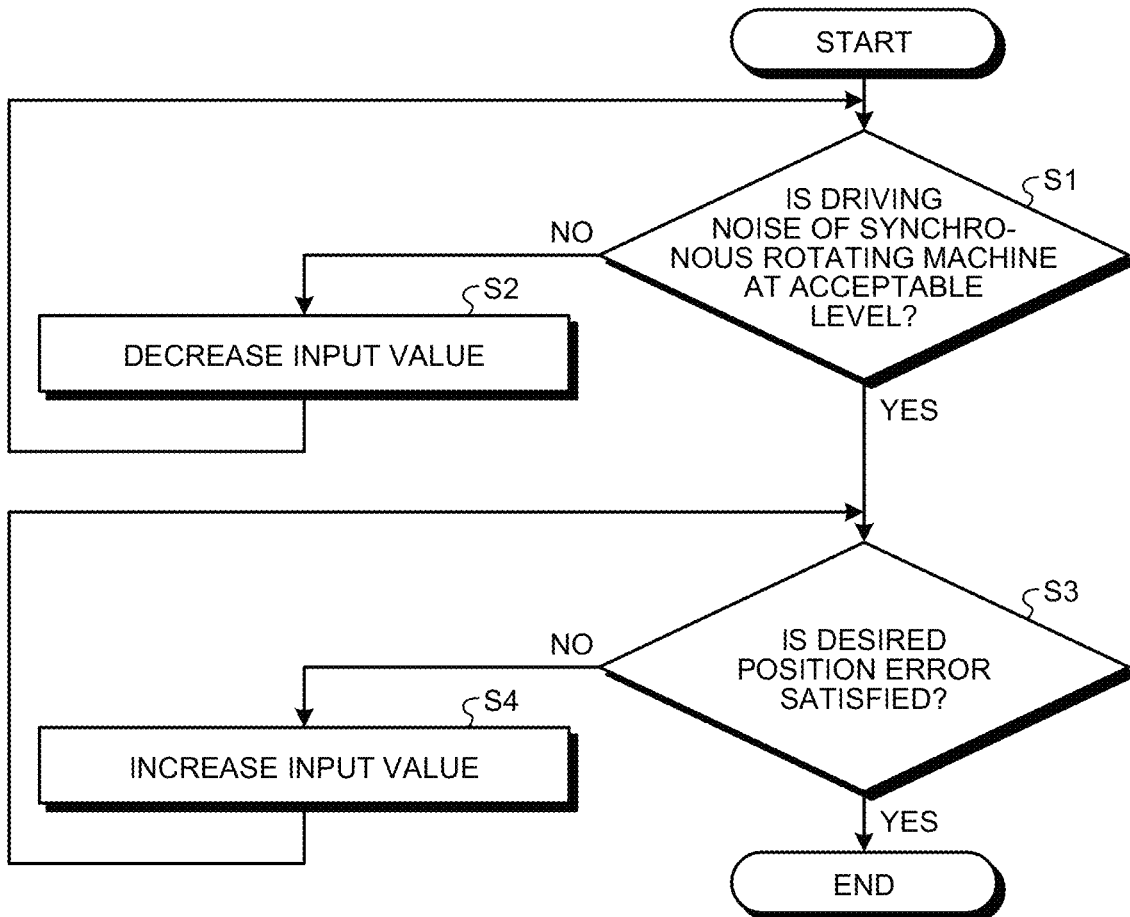 START
S1
IS DRIVING
NOISE OF SYNCHRO-
NOUS ROTATING MACHINE
AT ACCEPTABLE
LEVEL?
NO
S2
DECREASE INPUT VALUE
YES
S3
IS DESIRED
POSITION ERROR
SATISFIED?
NO
S4
INCREASE INPUT VALUE
YES
END